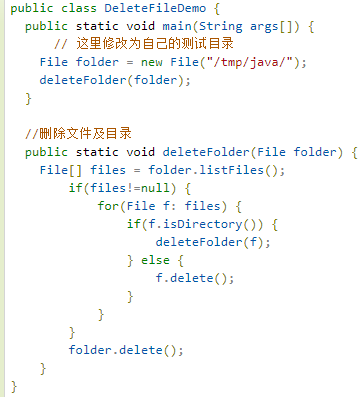 public class DeleteFileDemo {
  public static void main(String args[]) {
      // 这里修改为自己的测试目录
    File folder = new File("/tmp/java/");
    deleteFolder(folder);
  }

  //删除文件及目录
  public static void deleteFolder(File folder) {
    File[] files = folder.listFiles();
        if(files!=null) {
            for(File f: files) {
                if(f.isDirectory()) {
                    deleteFolder(f);
                } else {
                    f.delete();
                }
            }
        }
        folder.delete();
    }
}